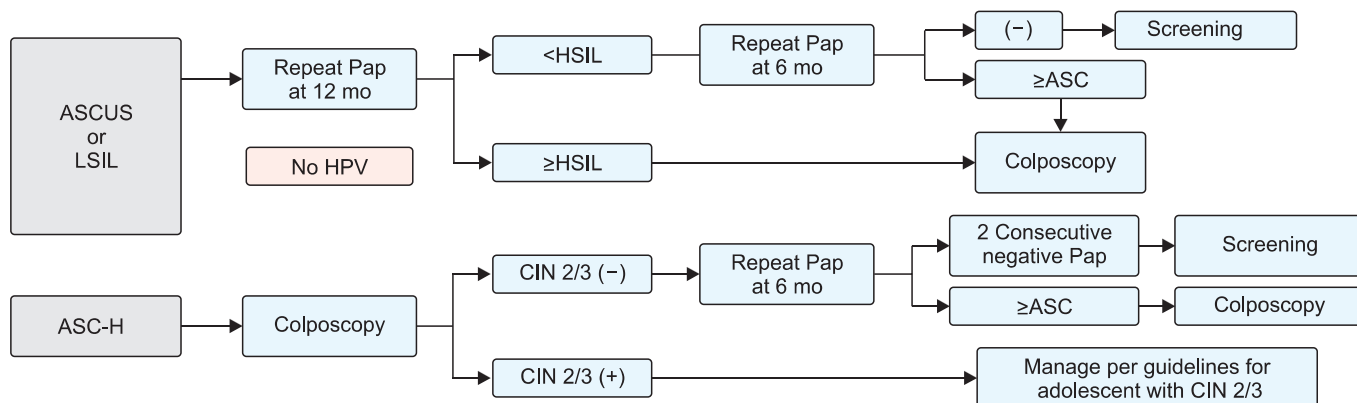 ASCUS
or
LSIL
Repeat Pap
at 12 mo
No HPV
<HSIL
Repeat Pap
at 6 mo
(−)
Screening
≥ASC
≥HSIL
Colposcopy
ASC-H
Colposcopy
CIN 2/3 (−)
Repeat Pap
at 6 mo
2 Consecutive
negative Pap
Screening
≥ASC
Colposcopy
CIN 2/3 (+)
Manage per guidelines for
adolescent with CIN 2/3